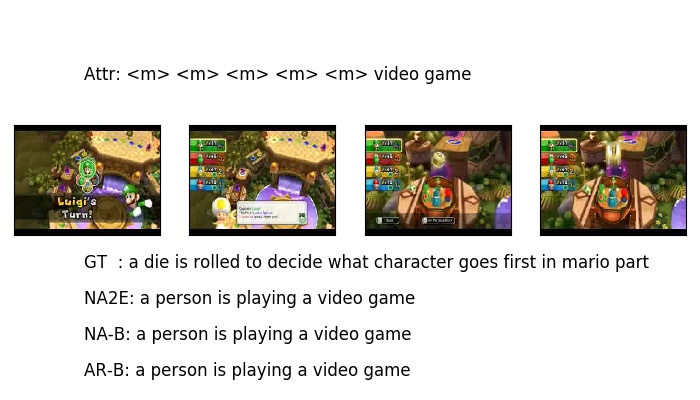 Attr: <m> <m> <m> <m> <m> video game
Luigi's
Turn!
GT : a die is rolled to decide what character goes first in mario part
NA2E: a person is playing a video game
NA-B: a person is playing a video game
AR-B: a person is playing a video game